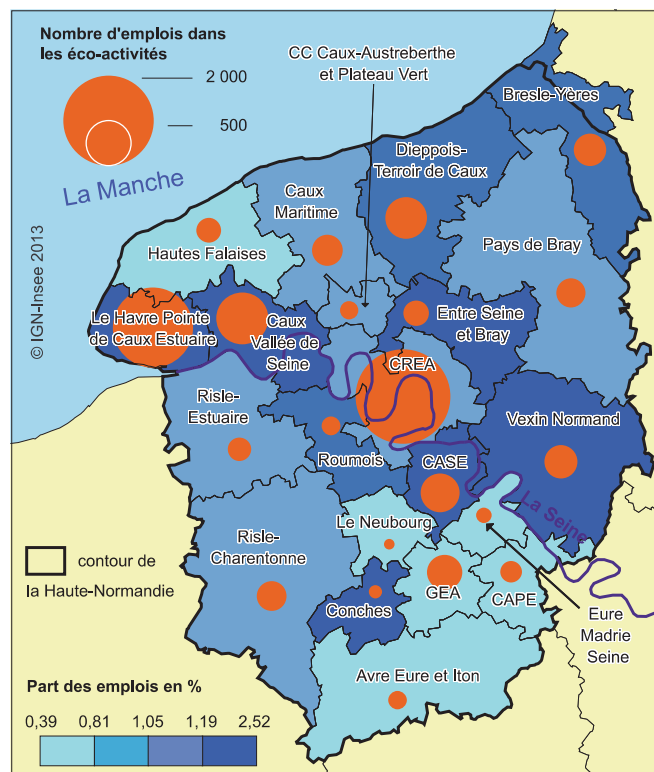 Nombre d'emplois dans
les éco-activités
2 000
500
CC Caux-Austreberthe
et Plateau Vert
Bresle-Yères
La Manche
Dieppois-
Terroir de Caux
Caux
Maritime
Hautes Falaises
Pays de Bray
© IGN-Insee 2013
Le Havre Pointe
de Caux Estuaire
Caux
Vallée de
Seine
Entre Seine
et Bray
CREA
Risle-
Estuaire
Vexin Normand
Roumois
CASE
La Seine
Le Neubourg
Risle-
Charentonne
contour de
la Haute-Normandie
GEA
CAPE
Conches
Eure
Madrie
Seine
Avre Eure et Iton
Part des emplois en %
0,39 0,81 1,05 1,19 2,52